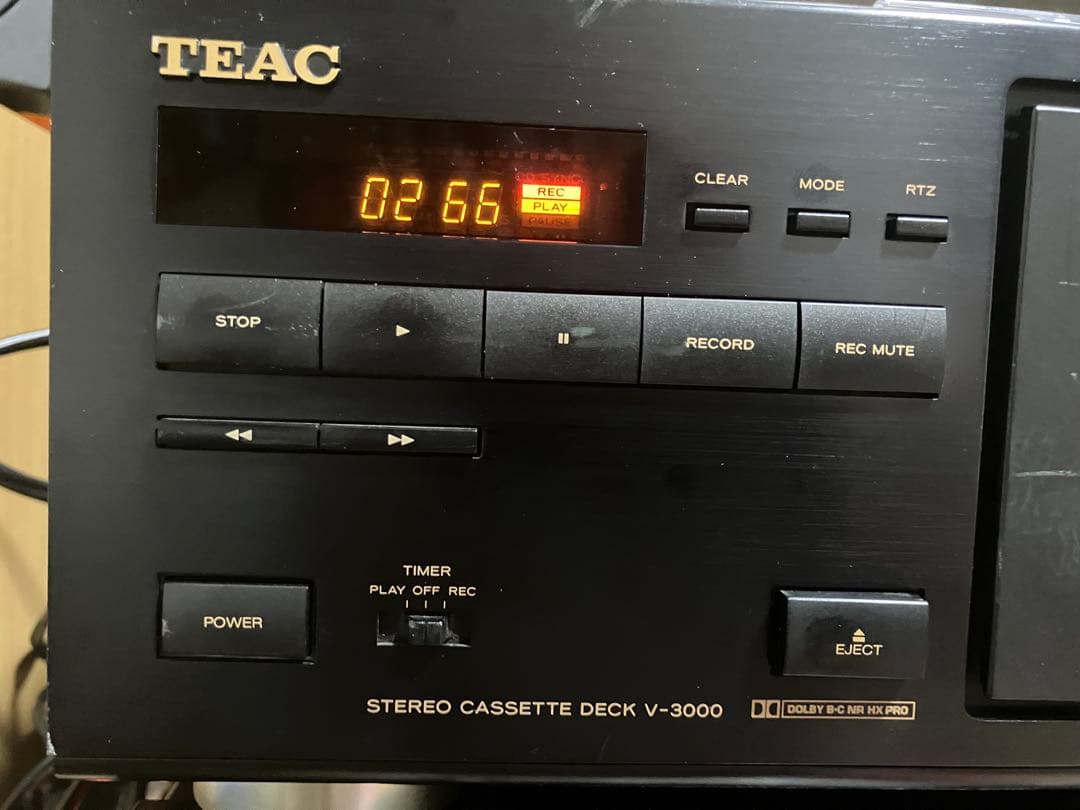 TEAC
CLEAR MODE RTZ
02 66 REC
PLAY
PAUSE
STOP ▶ ⏸ RECORD REC MUTE
◀◀ ▶▶
TIMER
PLAY OFF REC
POWER
⏏
EJECT
STEREO CASSETTE DECK V-3000 DOLBY B-C NR HX PRO